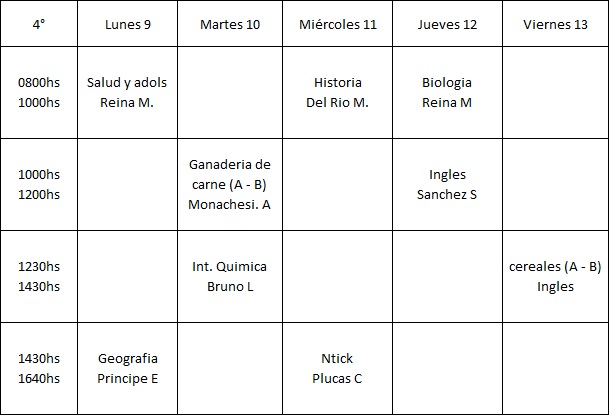 4° Lunes 9 Martes 10 Miércoles 11 Jueves 12 Viernes 13
0800hs Salud y adols Historia Biologia
1000hs Reina M. Del Rio M. Reina M
Ganaderia de
1000hs carne (A - B) Ingles
1200hs Monachesi. A Sanchez S
1230hs Int. Quimica cereales (A - B)
1430hs Bruno L Ingles
1430hs Geografia Ntick
1640hs Principe E Plucas C